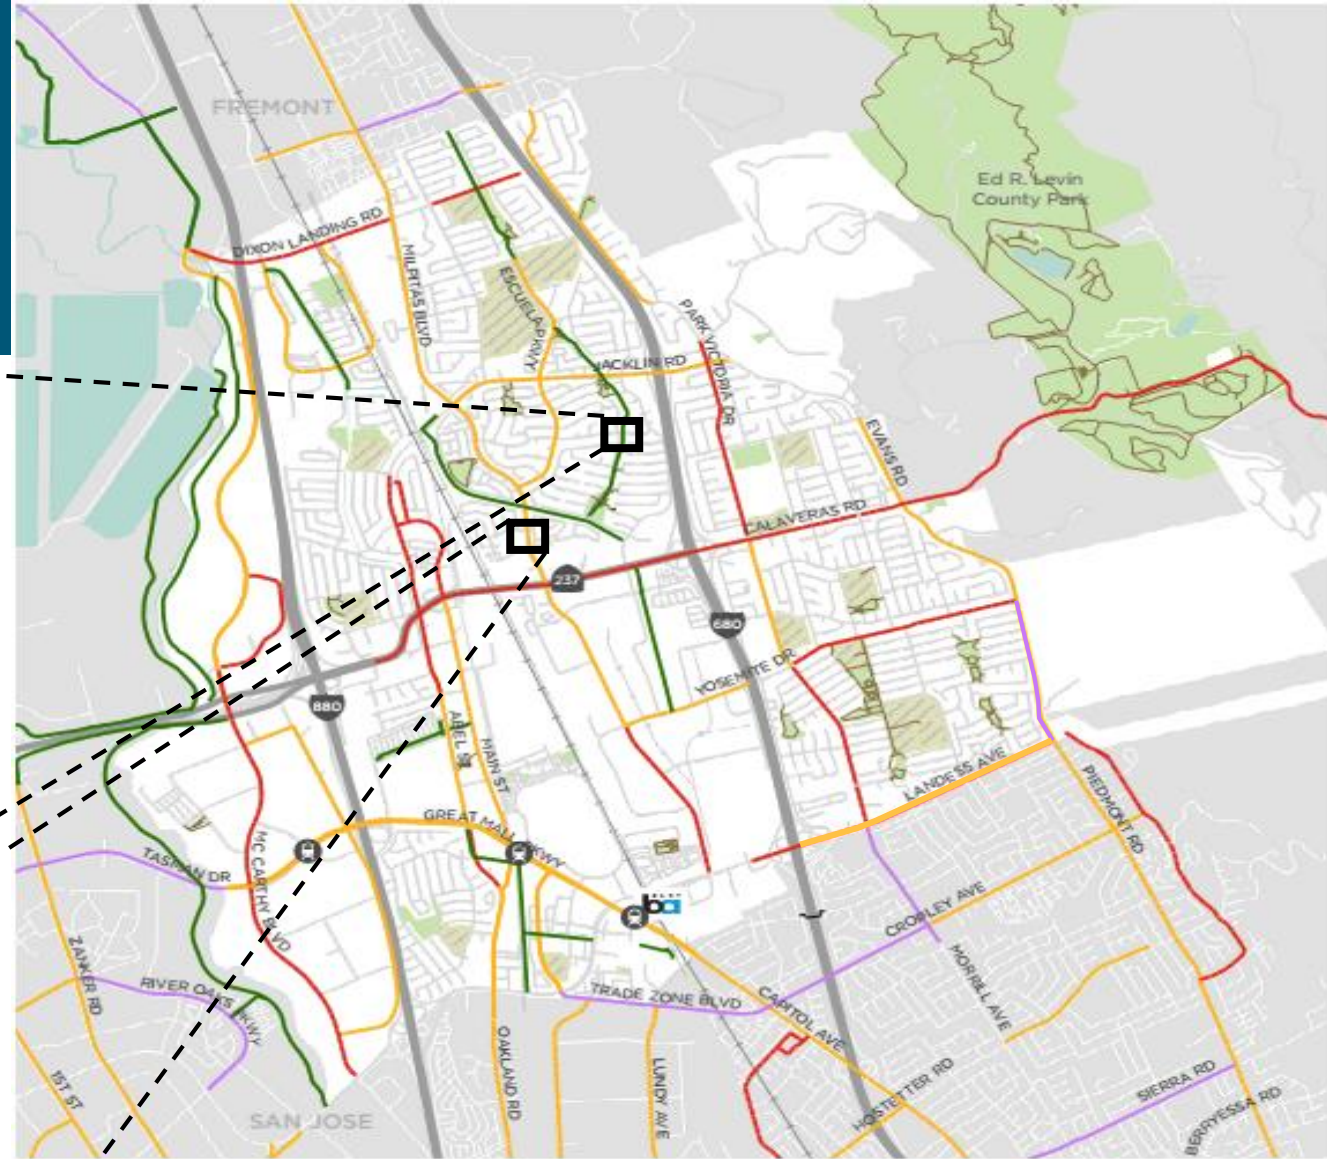 FREMONT
Ed R. Levin
County Park
DIXON LANDING RD
MILPITAS BLVD
ESCUELA PKWY
PARK VICTORIA DR
JACKLIN RD
EVANS RD
CALAVERAS RD
237
680
YOSEMITE DR
880
ABEL ST
MAIN ST
LANDESS AVE
PIEDMONT RD
GREAT MALL PKWY
TASMAN DR
MC CARTHY BLVD
ba
CROPLEY AVE
MORRILL AVE
ZANKER RD
RIVER OAKS PKWY
TRADE ZONE BLVD
CAPITOL AVE
OAKLAND RD
LUNDY AVE
1ST ST
SAN JOSE
HOSTETTER RD
SIERRA RD
BERRYESSA RD